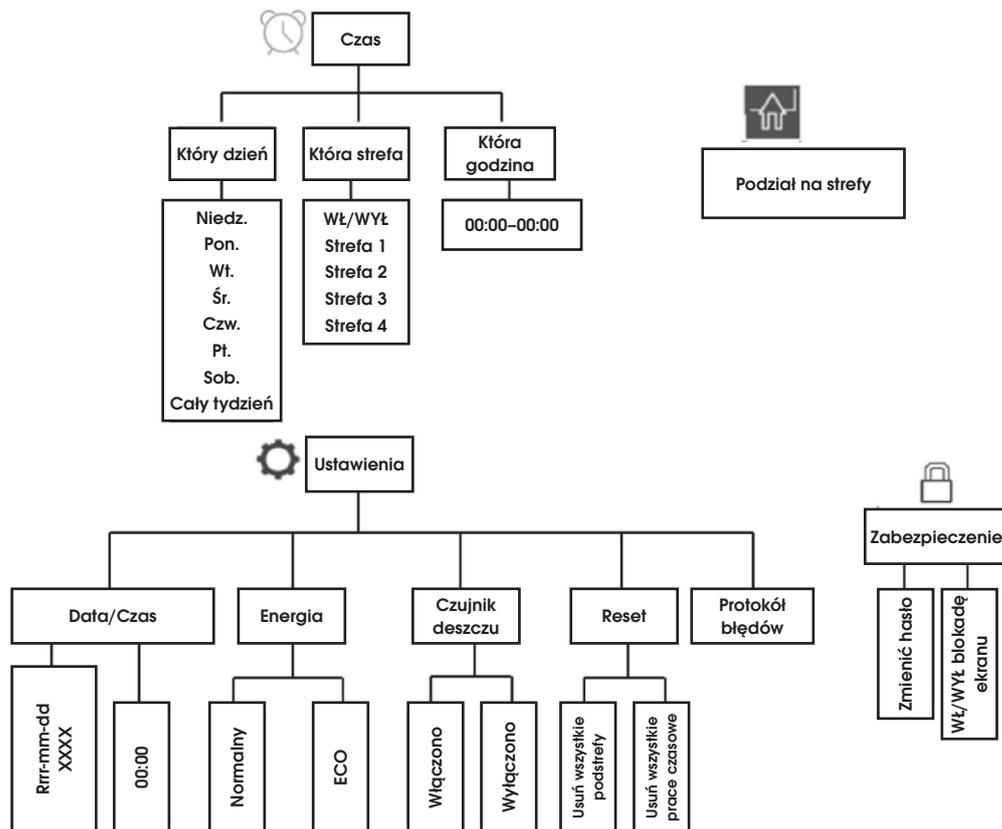 Czas
Który dzień
Która strefa
Która
godzina
Niedz.
Pon.
Wt.
Śr.
Czw.
Pt.
Sob.
Cały tydzień
WŁ/WYŁ
Strefa 1
Strefa 2
Strefa 3
Strefa 4
00:00–00:00
Podział na strefy
Ustawienia
Data/Czas
Energia
Czujnik
deszczu
Reset
Protokół
błędów
Rrrr-mm-dd
XXXX
00:00
Normalny
ECO
Włączono
Wyłączono
Usuń wszystkie
podstrefy
Usuń wszystkie
prace czasowe
Zabezpieczenie
Zmienić hasło
WŁ/WYŁ blokadę
ekranu